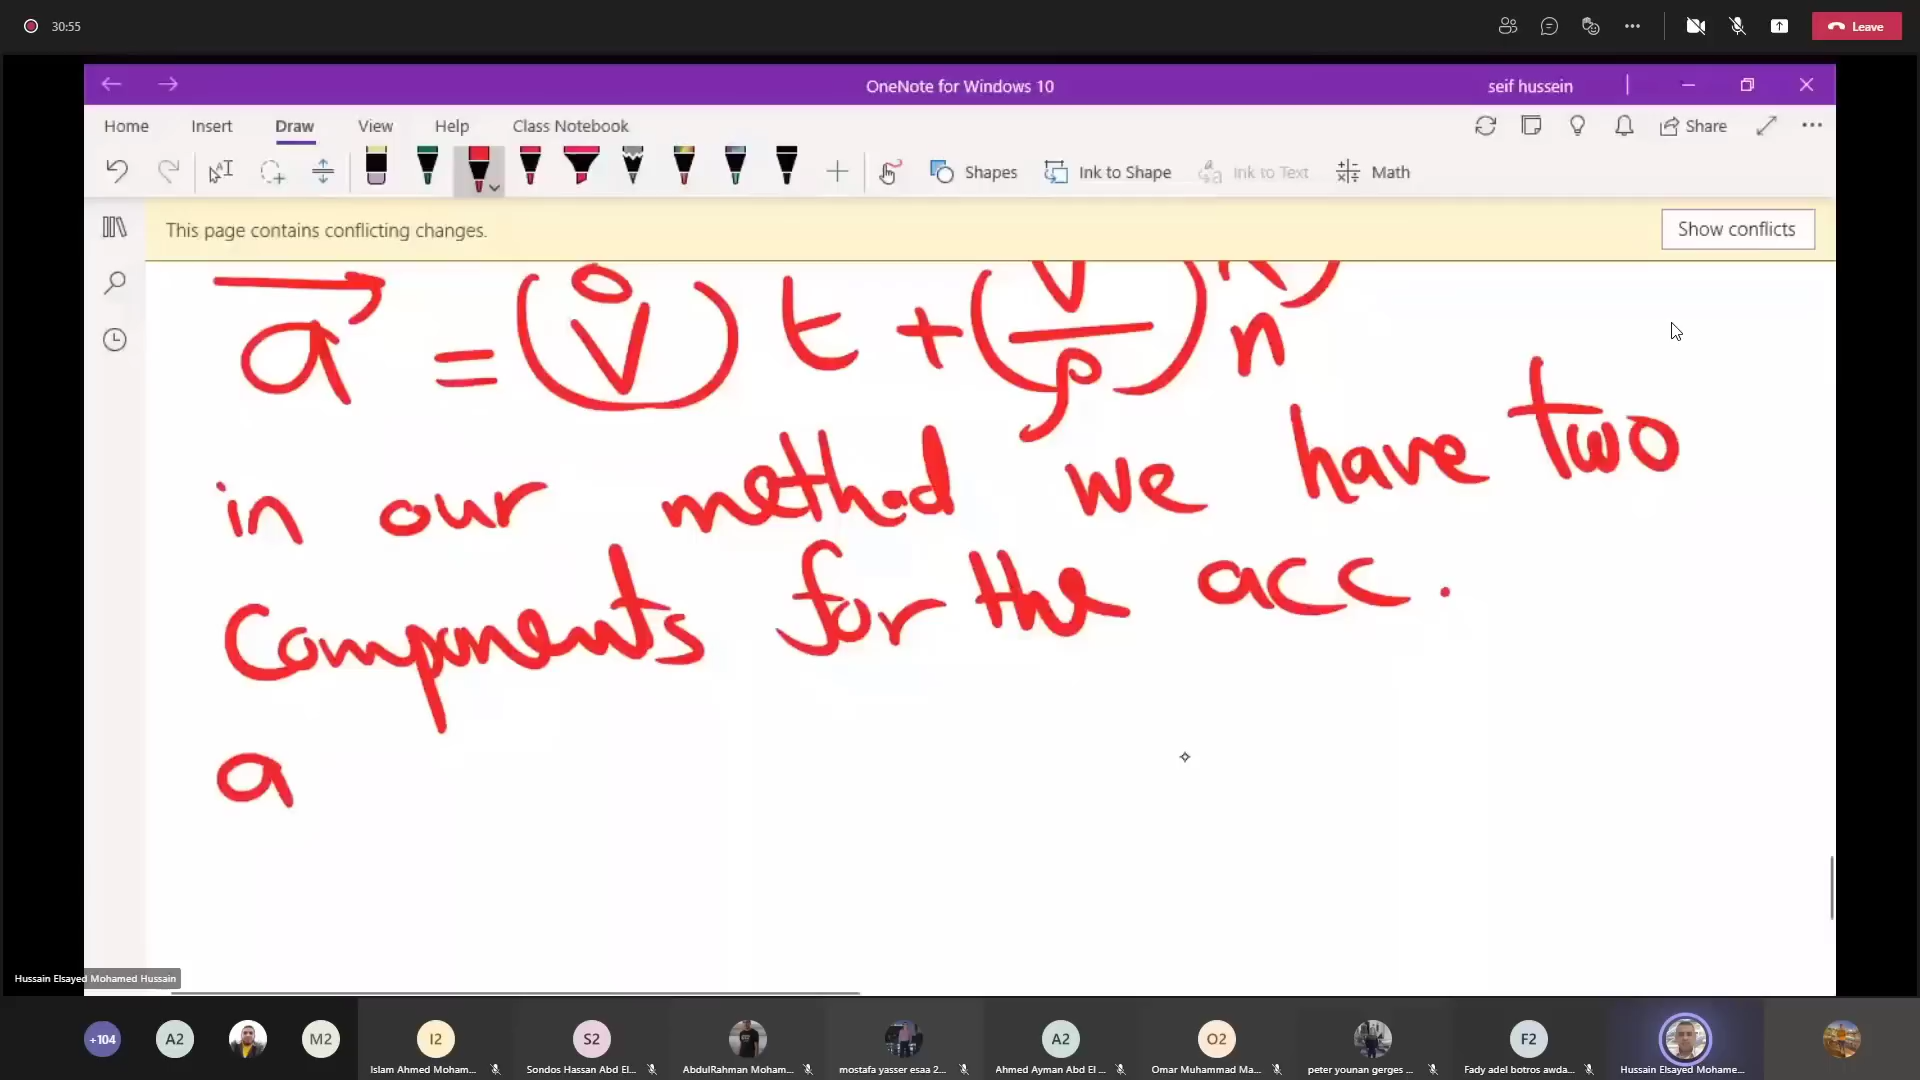 30:55
Leave
OneNote for Windows 10
seif hussein
Home Insert Draw View Help Class Notebook
Share
Shapes Ink to Shape Ink to Text Math
This page contains conflicting changes.
Show conflicts
a = (V̊) t + (V/ρ) n
in our method we have two
Components for the acc.
a
Hussain Elsayed Mohamed Hussain
+104 A2 M2 I2 S2 A2 O2 F2
Islam Ahmed Moham... Sondos Hassan Abd El... AbdulRahman Moham... mostafa yasser esaa 2... Ahmed Ayman Abd El ... Omar Muhammad Ma... peter younan gerges ... Fady adel botros awda... Hussain Elsayed Mohame...